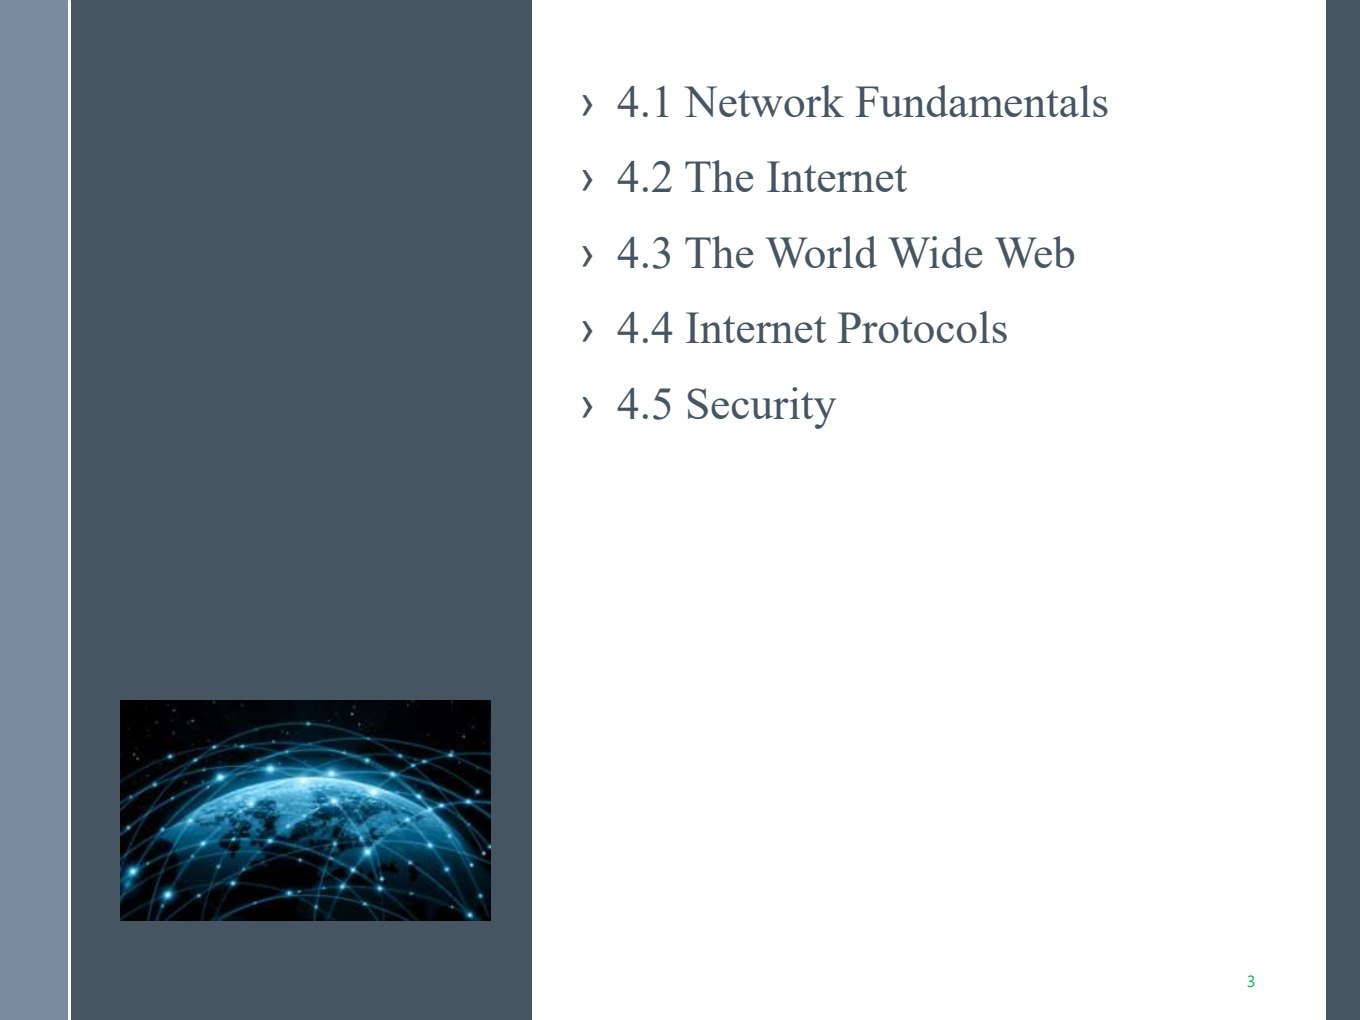 › 4.1 Network Fundamentals
› 4.2 The Internet
› 4.3 The World Wide Web
› 4.4 Internet Protocols
› 4.5 Security
3